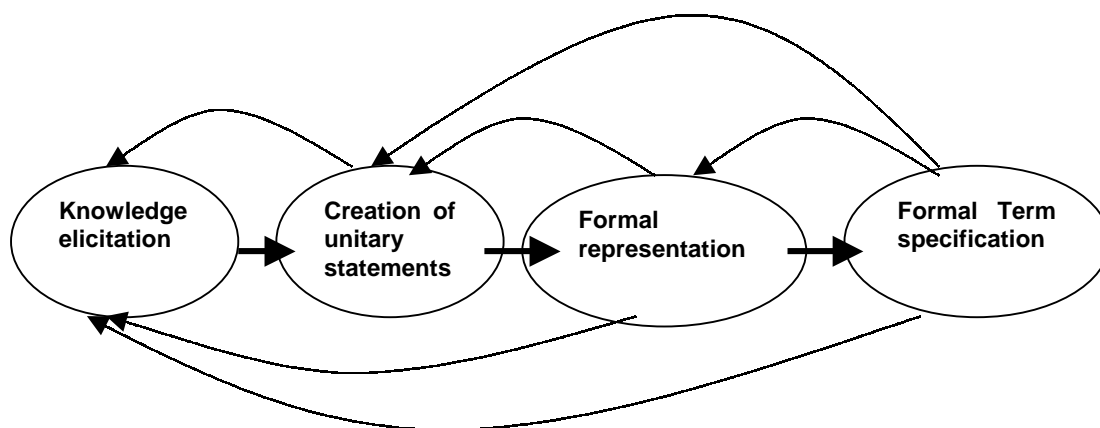 Knowledge
elicitation
Creation of
unitary
statements
Formal
representation
Formal Term
specification